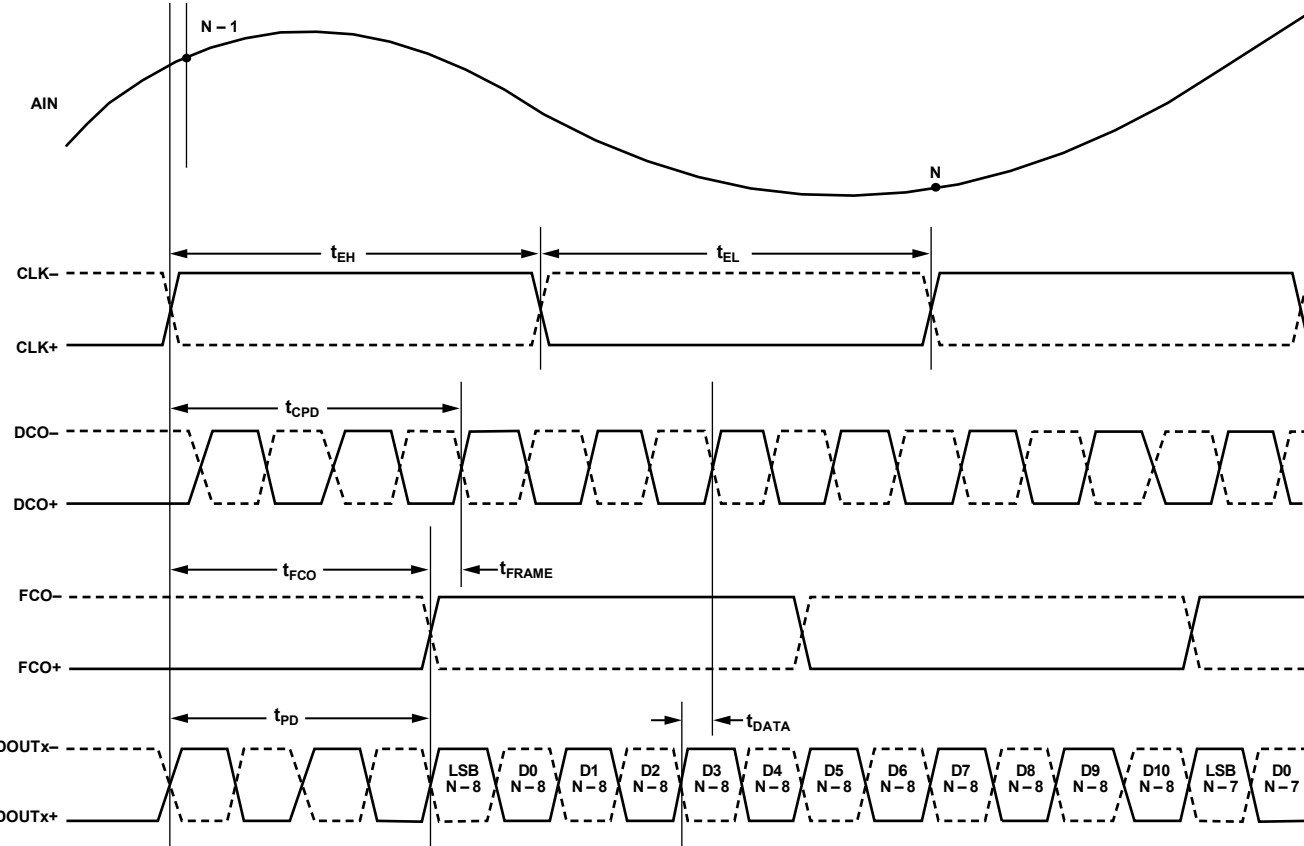 N – 1
AIN
N
tEH
tEL
CLK–
CLK+
tCPD
DCO–
DCO+
tFCO
tFRAME
FCO–
FCO+
tPD
tDATA
DOUTx–
LSB D0 D1 D2 D3 D4 D5 D6 D7 D8 D9 D10 LSB D0
N – 8 N – 8 N – 8 N – 8 N – 8 N – 8 N – 8 N – 8 N – 8 N – 8 N – 8 N – 8 N – 7 N – 7
DOUTx+